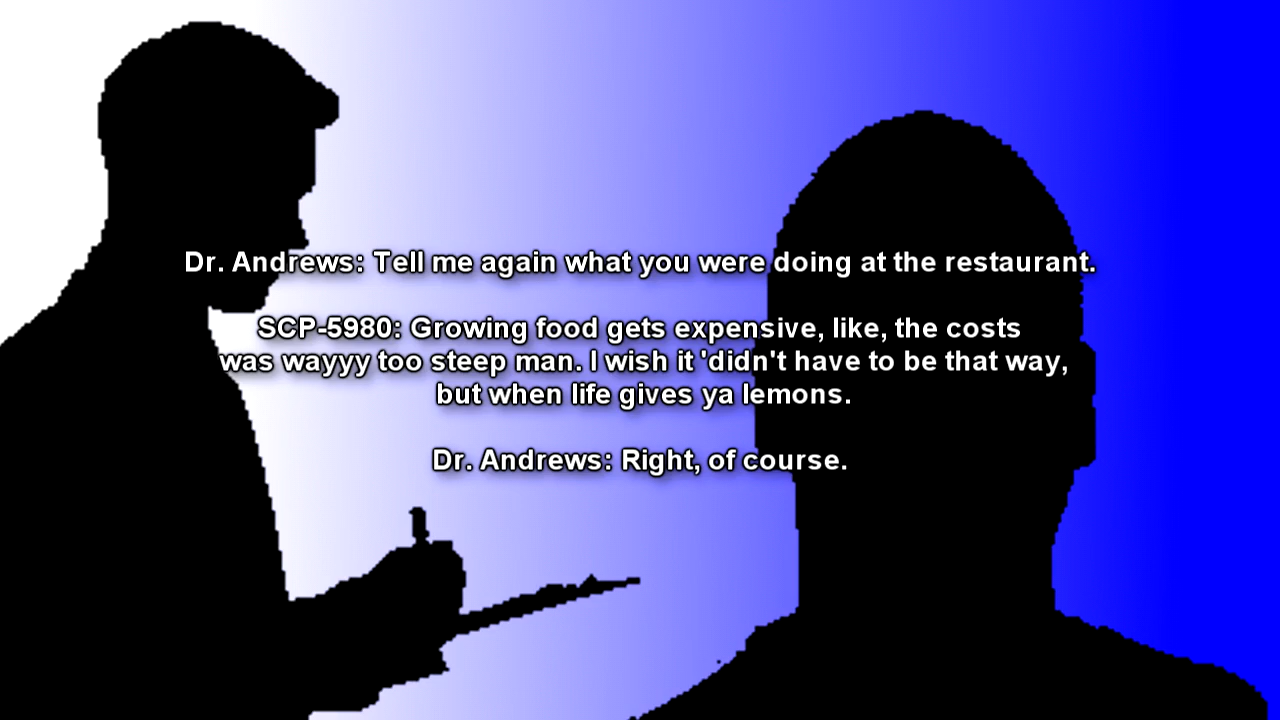 Dr. Andrews: Tell me again what you were doing at the restaurant.
SCP-5980: Growing food gets expensive, like, the costs
was wayyy too steep man. I wish it 'didn't have to be that way,
but when life gives ya lemons.
Dr. Andrews: Right, of course.